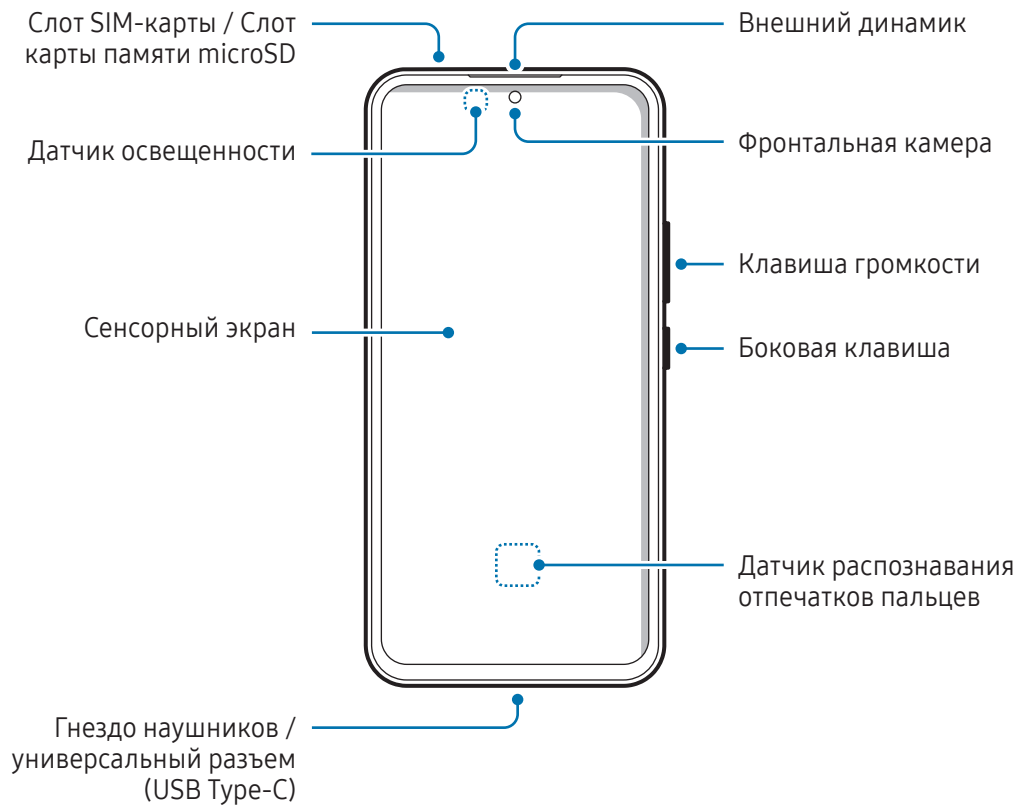 Слот SIM-карты / Слот
карты памяти microSD
Внешний динамик
Датчик освещенности
Фронтальная камера
Клавиша громкости
Сенсорный экран
Боковая клавиша
Датчик распознавания
отпечатков пальцев
Гнездо наушников /
универсальный разъем
(USB Type-C)